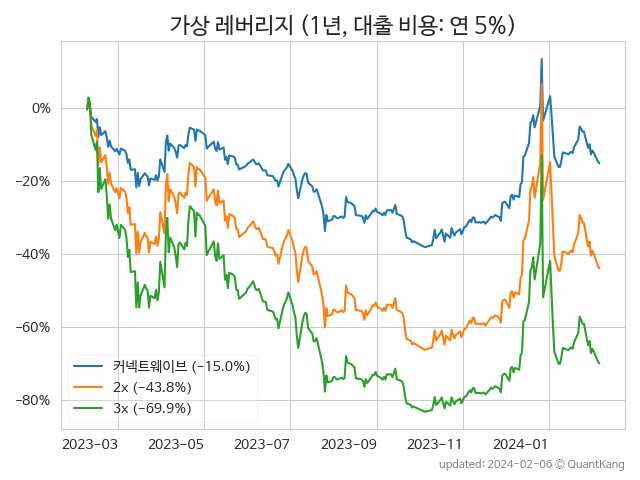 가상 레버리지 (1년, 대출 비용: 연 5%)
0%
−20%
−40%
−60%
−80%
커넥트웨이브 (−15.0%)
2x (−43.8%)
3x (−69.9%)
2023-03 2023-05 2023-07 2023-09 2023-11 2024-01
updated: 2024-02-06 © QuantKang